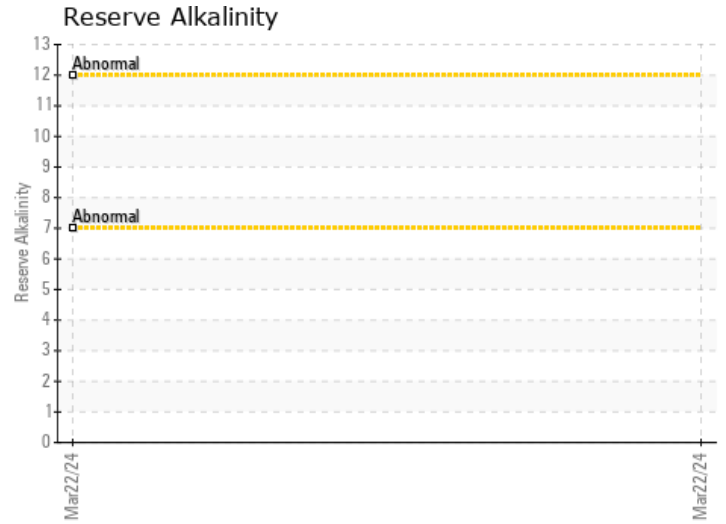 Reserve Alkalinity
Reserve Alkalinity
13
12
11
10
9
8
7
6
5
4
3
2
1
0
Abnormal
Abnormal
Mar22/24
Mar22/24